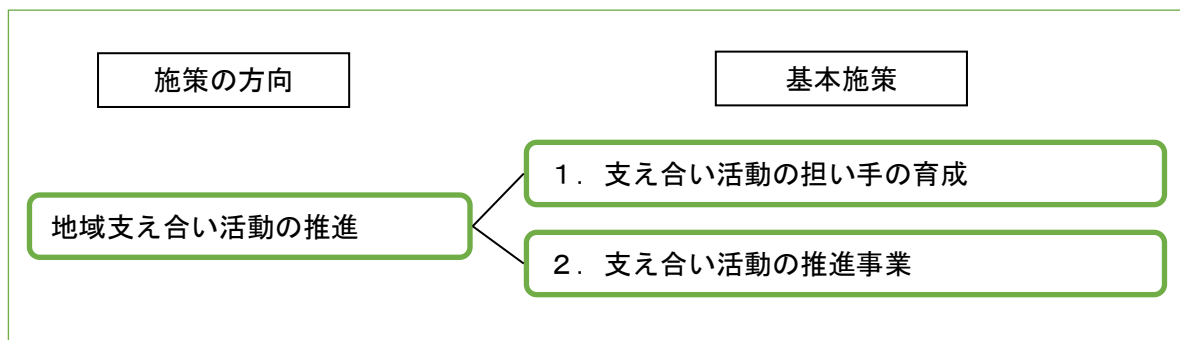 施策の方向
基本施策
地域支え合い活動の推進
１．支え合い活動の担い手の育成
２．支え合い活動の推進事業